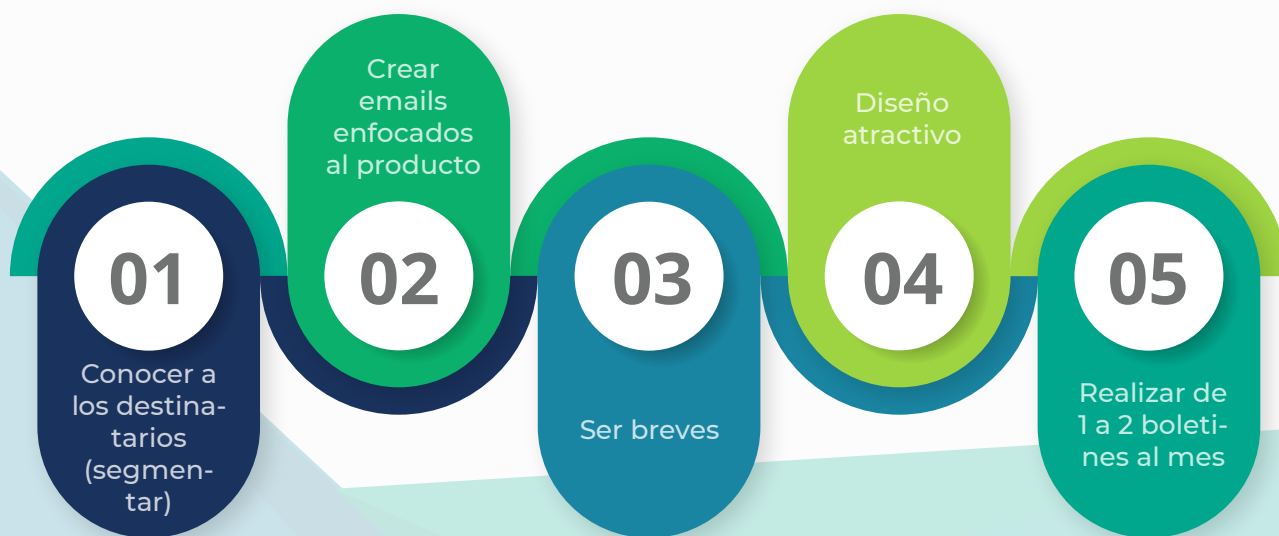 01
Conocer a
los destina-
tarios
(segmen-
tar)
Crear
emails
enfocados
al producto
02
03
Ser breves
Diseño
atractivo
04
05
Realizar de
1 a 2 boleti-
nes al mes